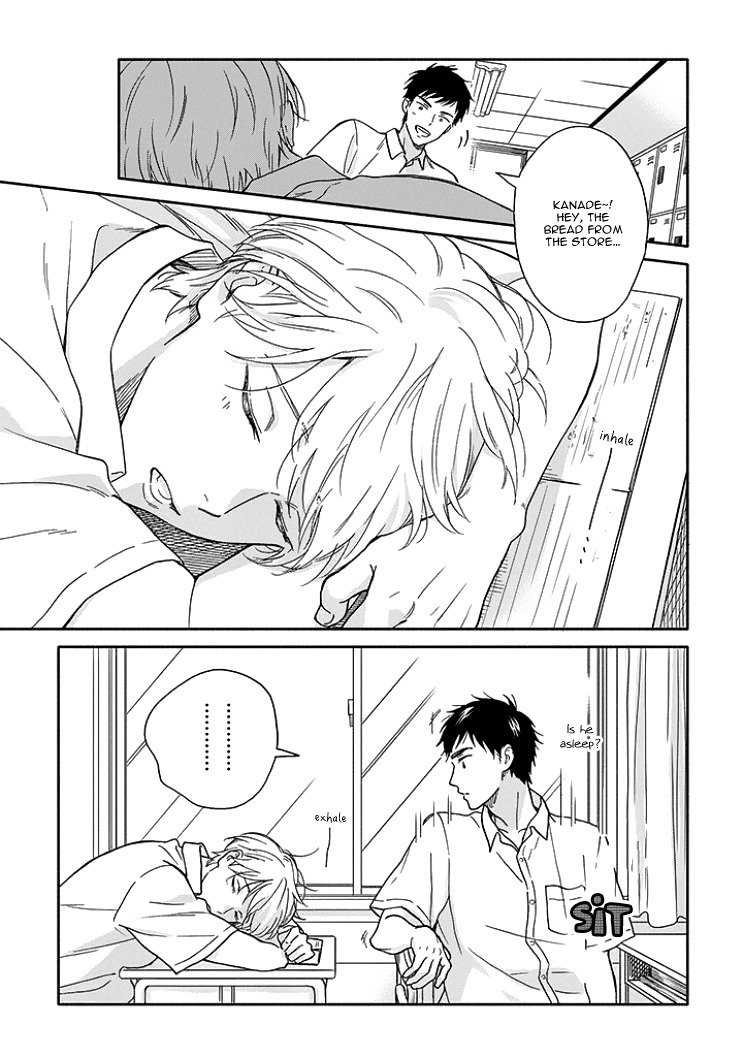 KANADE~!
HEY, THE
BREAD FROM
THE STORE...
inhale
...
Is he
asleep?
exhale
SiT